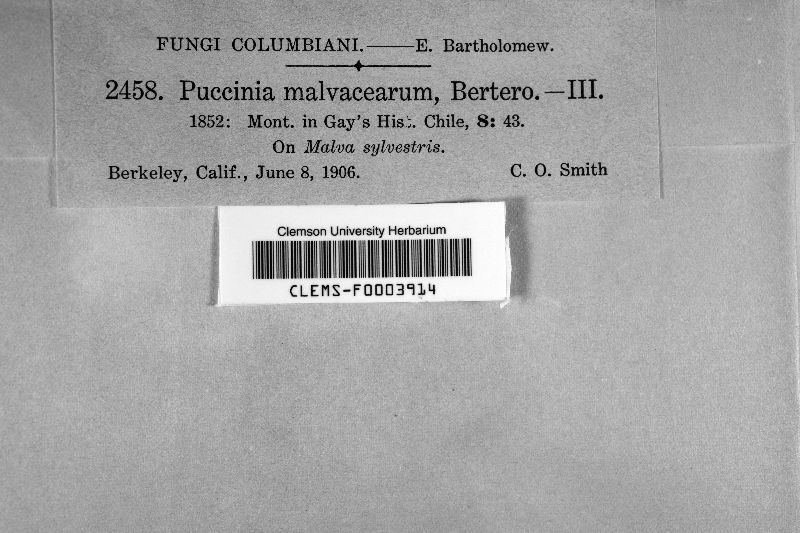 FUNGI COLUMBIANI.——E. Bartholomew.
2458. Puccinia malvacearum, Bertero.—III.
1852: Mont. in Gay's Hist. Chile, 8: 43.
On Malva sylvestris.
Berkeley, Calif., June 8, 1906. C. O. Smith
Clemson University Herbarium
CLEMS-F0003914